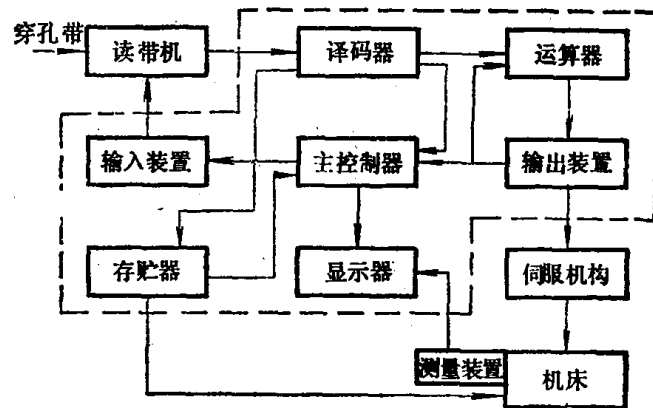 穿孔带
读带机
译码器
运算器
输入装置
主控制器
输出装置
存贮器
显示器
伺服机构
测量装置
机床